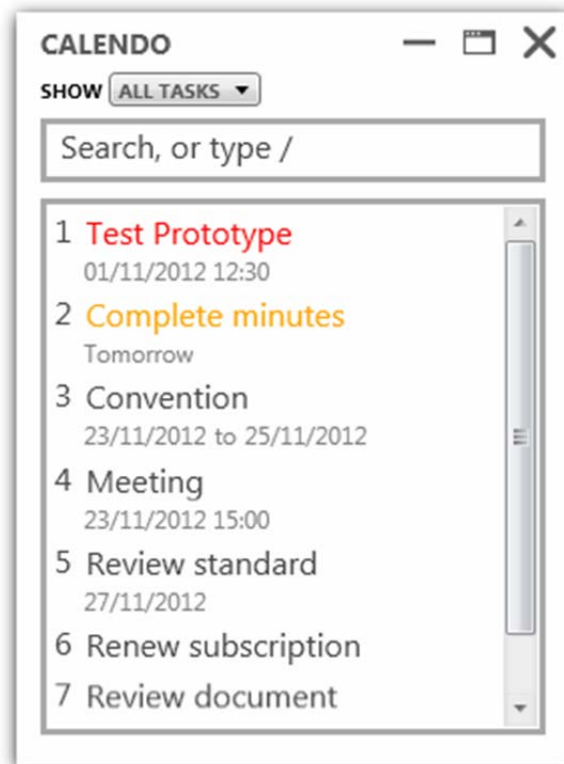 CALENDO
SHOW ALL TASKS
Search, or type /
1 Test Prototype
01/11/2012 12:30
2 Complete minutes
Tomorrow
3 Convention
23/11/2012 to 25/11/2012
4 Meeting
23/11/2012 15:00
5 Review standard
27/11/2012
6 Renew subscription
7 Review document